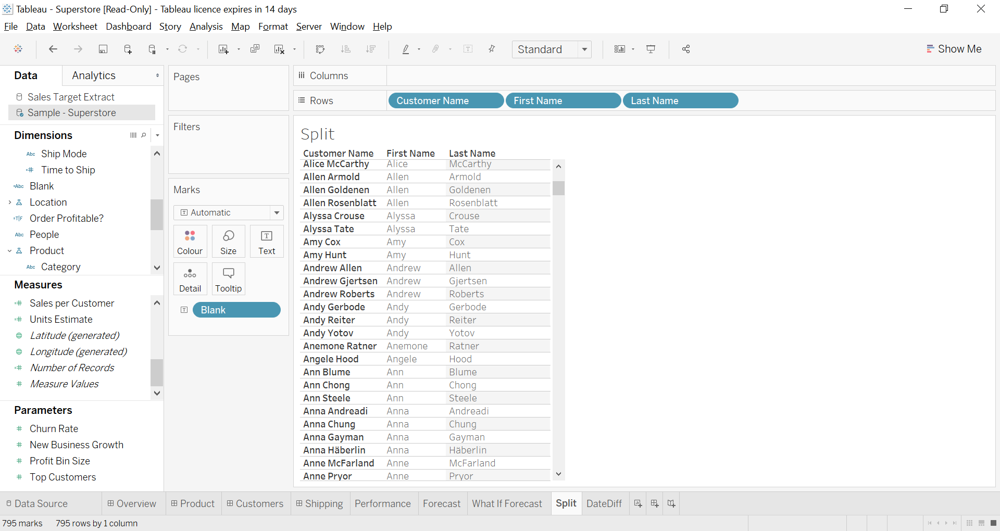 Tableau - Superstore [Read-Only] - Tableau licence expires in 14 days
File Data Worksheet Dashboard Story Analysis Map Format Server Window Help
Standard
Show Me
Data
Analytics
Sales Target Extract
Sample - Superstore
Dimensions
Abc Ship Mode
=# Time to Ship
=Abc Blank
Location
=T|F Order Profitable?
Abc People
Product
Abc Category
Measures
=# Sales per Customer
=# Units Estimate
Latitude (generated)
Longitude (generated)
=# Number of Records
# Measure Values
Parameters
# Churn Rate
# New Business Growth
# Profit Bin Size
# Top Customers
Pages
Filters
Marks
T Automatic
Colour
Size
T Text
Detail
Tooltip
T Blank
Columns
Rows
Customer Name
First Name
Last Name
Split
Customer Name First Name Last Name
Alice McCarthy Alice McCarthy
Allen Armold Allen Armold
Allen Goldenen Allen Goldenen
Allen Rosenblatt Allen Rosenblatt
Alyssa Crouse Alyssa Crouse
Alyssa Tate Alyssa Tate
Amy Cox Amy Cox
Amy Hunt Amy Hunt
Andrew Allen Andrew Allen
Andrew Gjertsen Andrew Gjertsen
Andrew Roberts Andrew Roberts
Andy Gerbode Andy Gerbode
Andy Reiter Andy Reiter
Andy Yotov Andy Yotov
Anemone Ratner Anemone Ratner
Angele Hood Angele Hood
Ann Blume Ann Blume
Ann Chong Ann Chong
Ann Steele Ann Steele
Anna Andreadi Anna Andreadi
Anna Chung Anna Chung
Anna Gayman Anna Gayman
Anna Häberlin Anna Häberlin
Anne McFarland Anne McFarland
Anne Pryor Anne Pryor
Data Source Overview Product Customers Shipping Performance Forecast What If Forecast Split DateDiff
795 marks 795 rows by 1 column